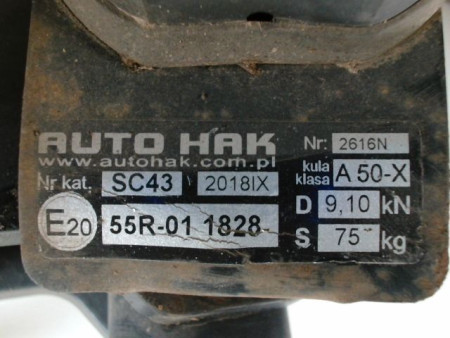 AUTO HAK
www.autohak.com.pl
Nr: 2616N
kula klasa A 50-X
Nr kat. SC43 2018IX
D 9,10 kN
E20 55R-01 1828
S 75 kg